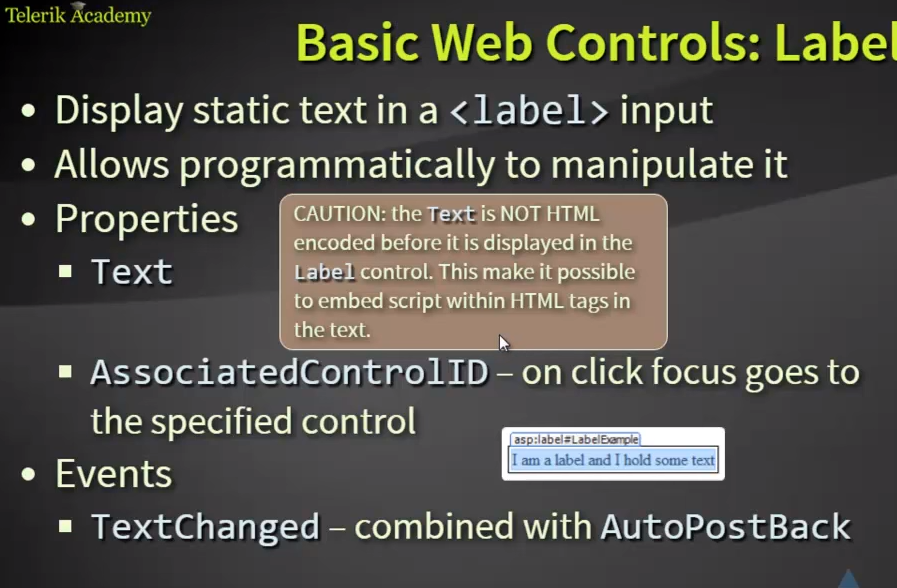 Telerik Academy
Basic Web Controls: Label
• Display static text in a <label> input
• Allows programmatically to manipulate it
• Properties
▪ Text
CAUTION: the Text is NOT HTML
encoded before it is displayed in the
Label control. This make it possible
to embed script within HTML tags in
the text.
▪ AssociatedControlID – on click focus goes to
the specified control
asp:label#LabelExample
I am a label and I hold some text
• Events
▪ TextChanged – combined with AutoPostBack